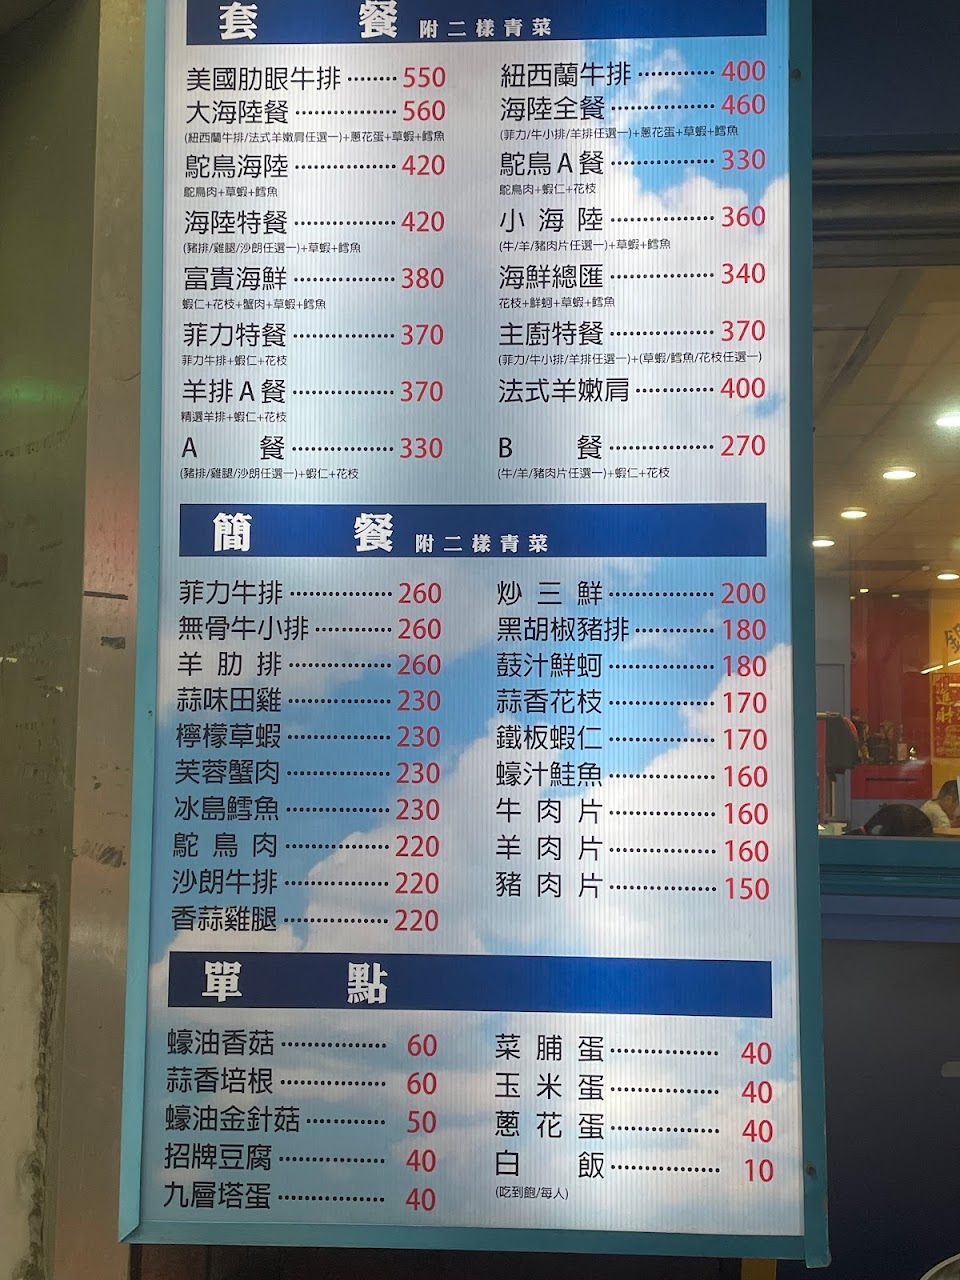 套餐 附二樣青菜
美國肋眼牛排 550
大海陸餐 560
(紐西蘭牛排/法式羊嫩肩任選一)+蔥花蛋+草蝦+鱈魚
鴕鳥海陸 420
鴕鳥肉+草蝦+鱈魚
海陸特餐 420
(豬排/雞腿/沙朗任選一)+草蝦+鱈魚
富貴海鮮 380
蝦仁+花枝+蟹肉+草蝦+鱈魚
菲力特餐 370
菲力牛排+蝦仁+花枝
羊排A餐 370
精選羊排+蝦仁+花枝
A餐 330
(豬排/雞腿/沙朗任選一)+蝦仁+花枝
紐西蘭牛排 400
海陸全餐 460
(菲力/牛小排/羊排任選一)+蔥花蛋+草蝦+鱈魚
鴕鳥A餐 330
鴕鳥肉+蝦仁+花枝
小海陸 360
(牛/羊/豬肉片任選一)+草蝦+鱈魚
海鮮總匯 340
花枝+鮮蚵+草蝦+鱈魚
主廚特餐 370
(菲力/牛小排/羊排任選一)+(草蝦/鱈魚/花枝任選一)
法式羊嫩肩 400
B餐 270
(牛/羊/豬肉片任選一)+蝦仁+花枝
簡餐 附二樣青菜
菲力牛排 260
無骨牛小排 260
羊肋排 260
蒜味田雞 230
檸檬草蝦 230
芙蓉蟹肉 230
冰島鱈魚 230
鴕鳥肉 220
沙朗牛排 220
香蒜雞腿 220
炒三鮮 200
黑胡椒豬排 180
豉汁鮮蚵 180
蒜香花枝 170
鐵板蝦仁 170
蠔汁鮭魚 160
牛肉片 160
羊肉片 160
豬肉片 150
單點
蠔油香菇 60
蒜香培根 60
蠔油金針菇 50
招牌豆腐 40
九層塔蛋 40
菜脯蛋 40
玉米蛋 40
蔥花蛋 40
白飯 10
(吃到飽/每人)
進
財